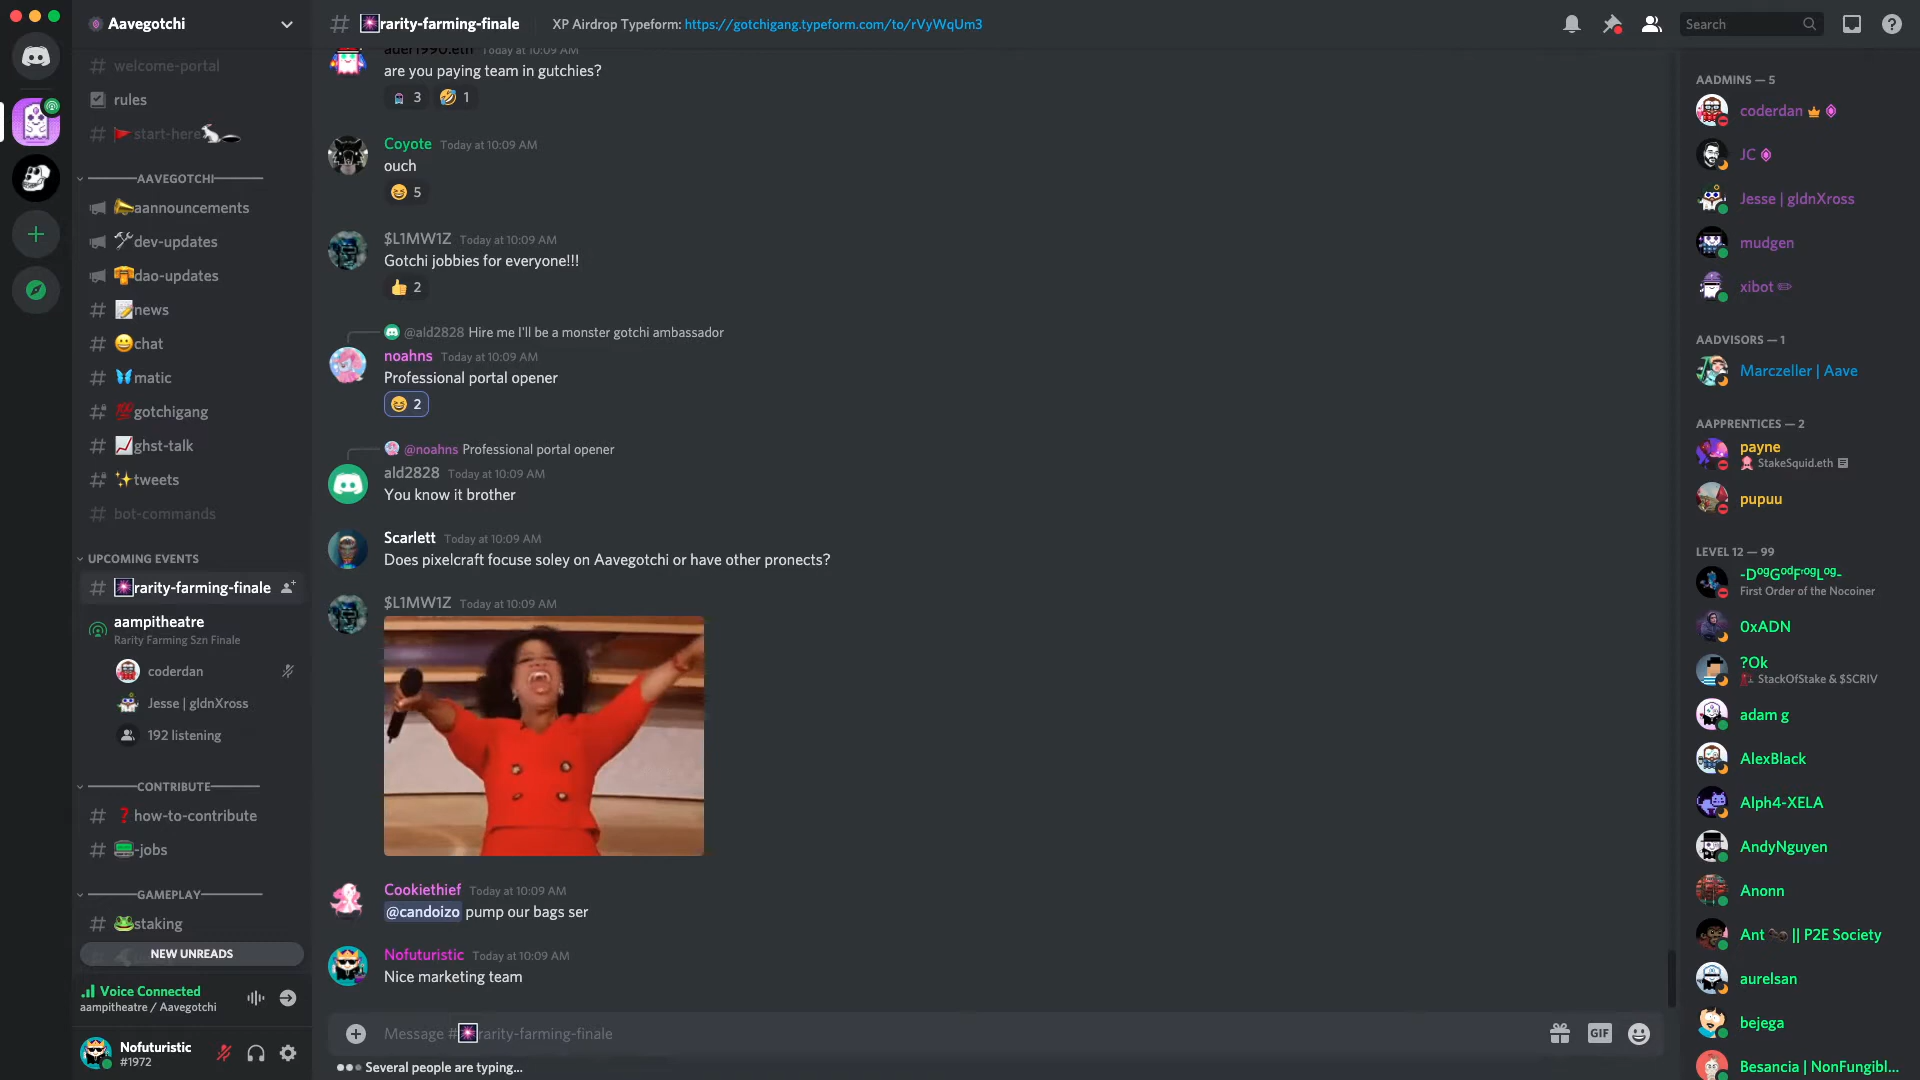 Aavegotchi
welcome-portal
rules
start-here
AAVEGOTCHI
aannouncements
dev-updates
dao-updates
news
chat
matic
gotchigang
ghst-talk
tweets
bot-commands
UPCOMING EVENTS
rarity-farming-finale
aampitheatre
Rarity Farming Szn Finale
coderdan
Jesse | gldnXross
192 listening
CONTRIBUTE
how-to-contribute
-jobs
GAMEPLAY
staking
NEW UNREADS
Voice Connected
aampitheatre / Aavegotchi
Nofuturistic
#1972
rarity-farming-finale XP Airdrop Typeform: https://gotchigang.typeform.com/to/rVyWqUm3
Search
ader1990.eth Today at 10:09 AM
are you paying team in gutchies?
3 1
Coyote Today at 10:09 AM
ouch
5
$L1MW1Z Today at 10:09 AM
Gotchi jobbies for everyone!!!
2
@ald2828 Hire me I'll be a monster gotchi ambassador
noahns Today at 10:09 AM
Professional portal opener
2
@noahns Professional portal opener
ald2828 Today at 10:09 AM
You know it brother
Scarlett Today at 10:09 AM
Does pixelcraft focuse soley on Aavegotchi or have other pronects?
$L1MW1Z Today at 10:09 AM
Cookiethief Today at 10:09 AM
@candoizo pump our bags ser
Nofuturistic Today at 10:09 AM
Nice marketing team
Message #rarity-farming-finale
GIF
Several people are typing...
AADMINS — 5
coderdan
JC
Jesse | gldnXross
mudgen
xibot
AADVISORS — 1
Marczeller | Aave
AAPRENTICES — 2
payne
StakeSquid.eth
pupuu
LEVEL 12 — 99
-DᵒᵍGᵒᵈFʳᵒᵍLᵒᵍ-
First Order of the Nocoiner
0xADN
?Ok
StackOfStake & $SCRIV
adam g
AlexBlack
Alph4-XELA
AndyNguyen
Anonn
Ant || P2E Society
aurelsan
bejega
Besancia | NonFungibl...